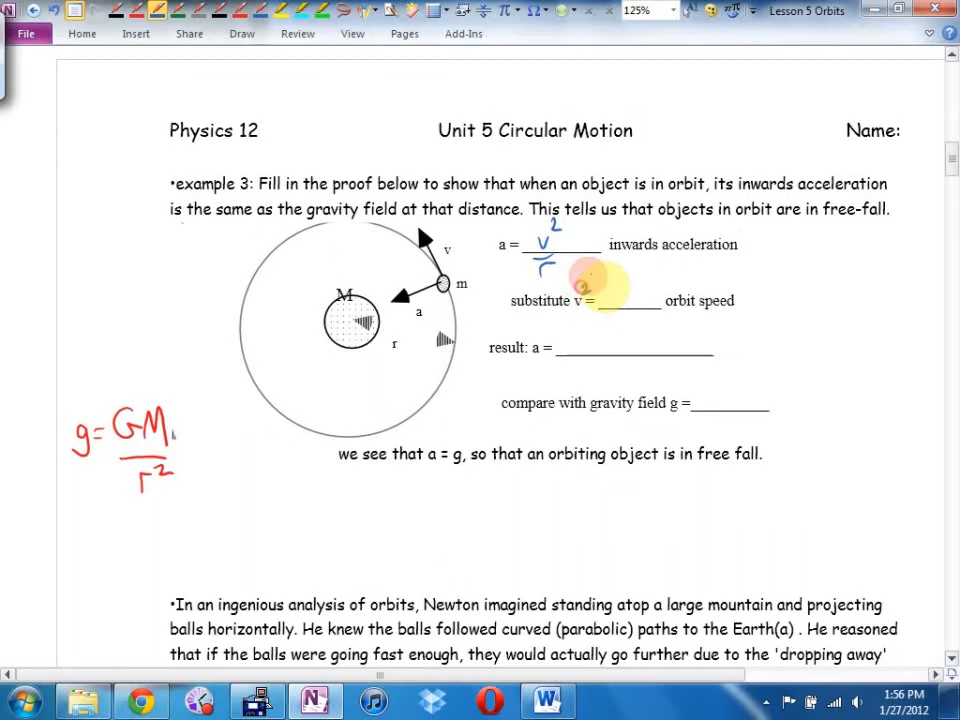 125%
Lesson 5 Orbits
File Home Insert Share Draw Review View Pages Add-Ins
Physics 12 Unit 5 Circular Motion Name:
•example 3: Fill in the proof below to show that when an object is in orbit, its inwards acceleration
is the same as the gravity field at that distance. This tells us that objects in orbit are in free-fall.
a = v²/r inwards acceleration
v
m
a
M
r
substitute v = ________ orbit speed
result: a = ____________________
compare with gravity field g =__________
g = GM
r²
we see that a = g, so that an orbiting object is in free fall.
•In an ingenious analysis of orbits, Newton imagined standing atop a large mountain and projecting
balls horizontally. He knew the balls followed curved (parabolic) paths to the Earth(a) . He reasoned
that if the balls were going fast enough, they would actually go further due to the 'dropping away'
1:56 PM
1/27/2012